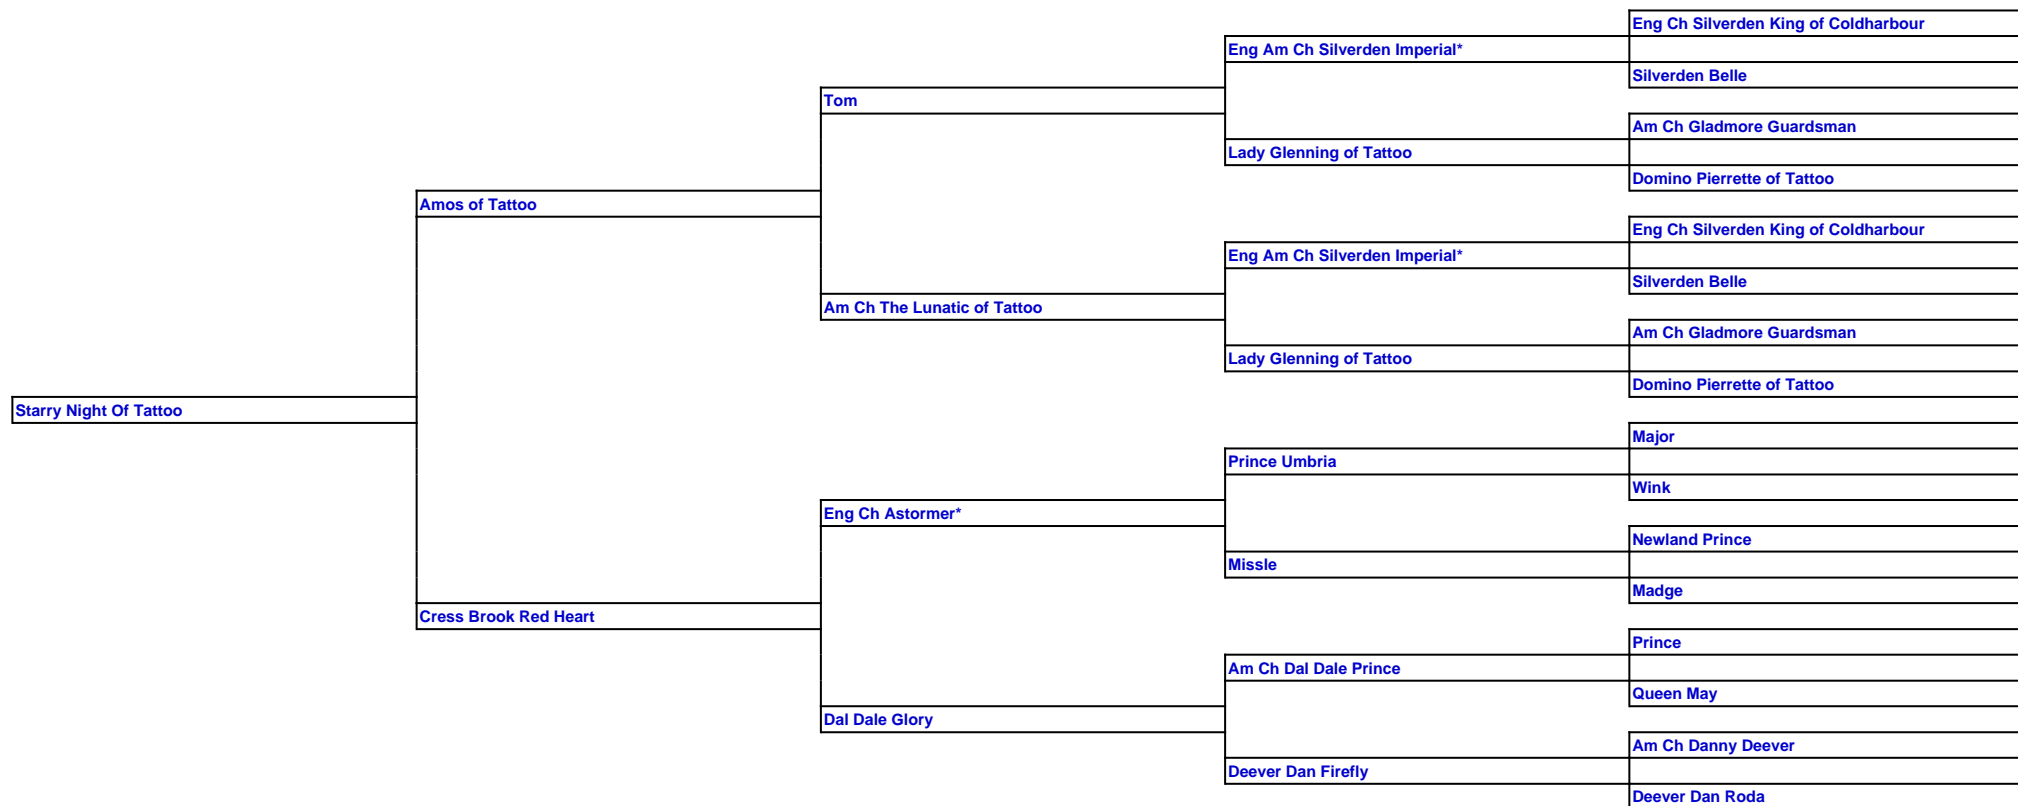 Eng Ch Silverden King of Coldharbour
Eng Am Ch Silverden Imperial*
Silverden Belle
Tom
Am Ch Gladmore Guardsman
Lady Glenning of Tattoo
Domino Pierrette of Tattoo
Amos of Tattoo
Eng Ch Silverden King of Coldharbour
Eng Am Ch Silverden Imperial*
Silverden Belle
Am Ch The Lunatic of Tattoo
Am Ch Gladmore Guardsman
Lady Glenning of Tattoo
Domino Pierrette of Tattoo
Starry Night Of Tattoo
Major
Prince Umbria
Wink
Eng Ch Astormer*
Newland Prince
Missle
Madge
Cress Brook Red Heart
Prince
Am Ch Dal Dale Prince
Queen May
Dal Dale Glory
Am Ch Danny Deever
Deever Dan Firefly
Deever Dan Roda